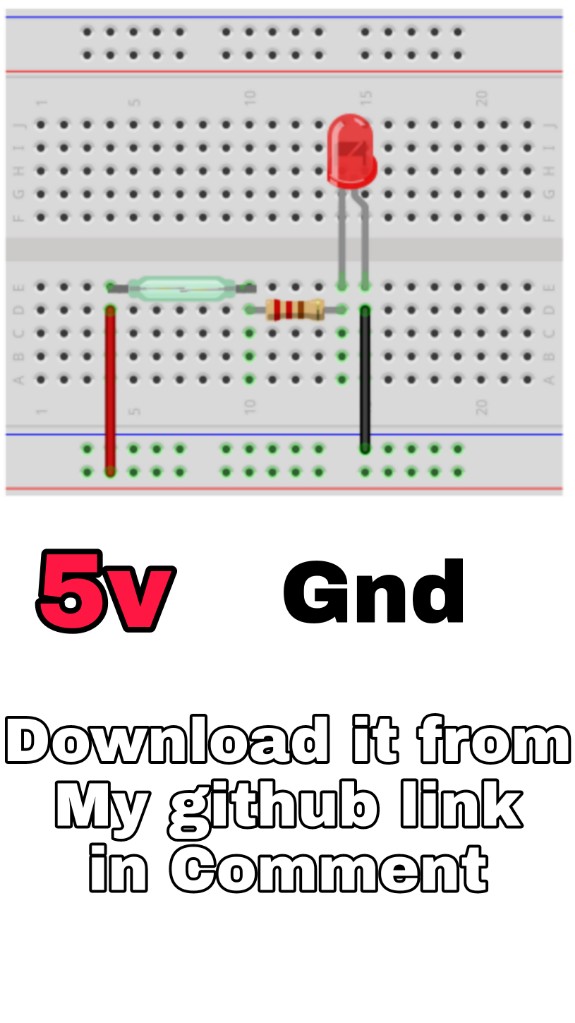 1 5 10 15 20
J J
I I
H H
G G
F F
E E
D D
C C
B B
A A
1 5 10 20
5v Gnd
Download it from
My github link
in Comment